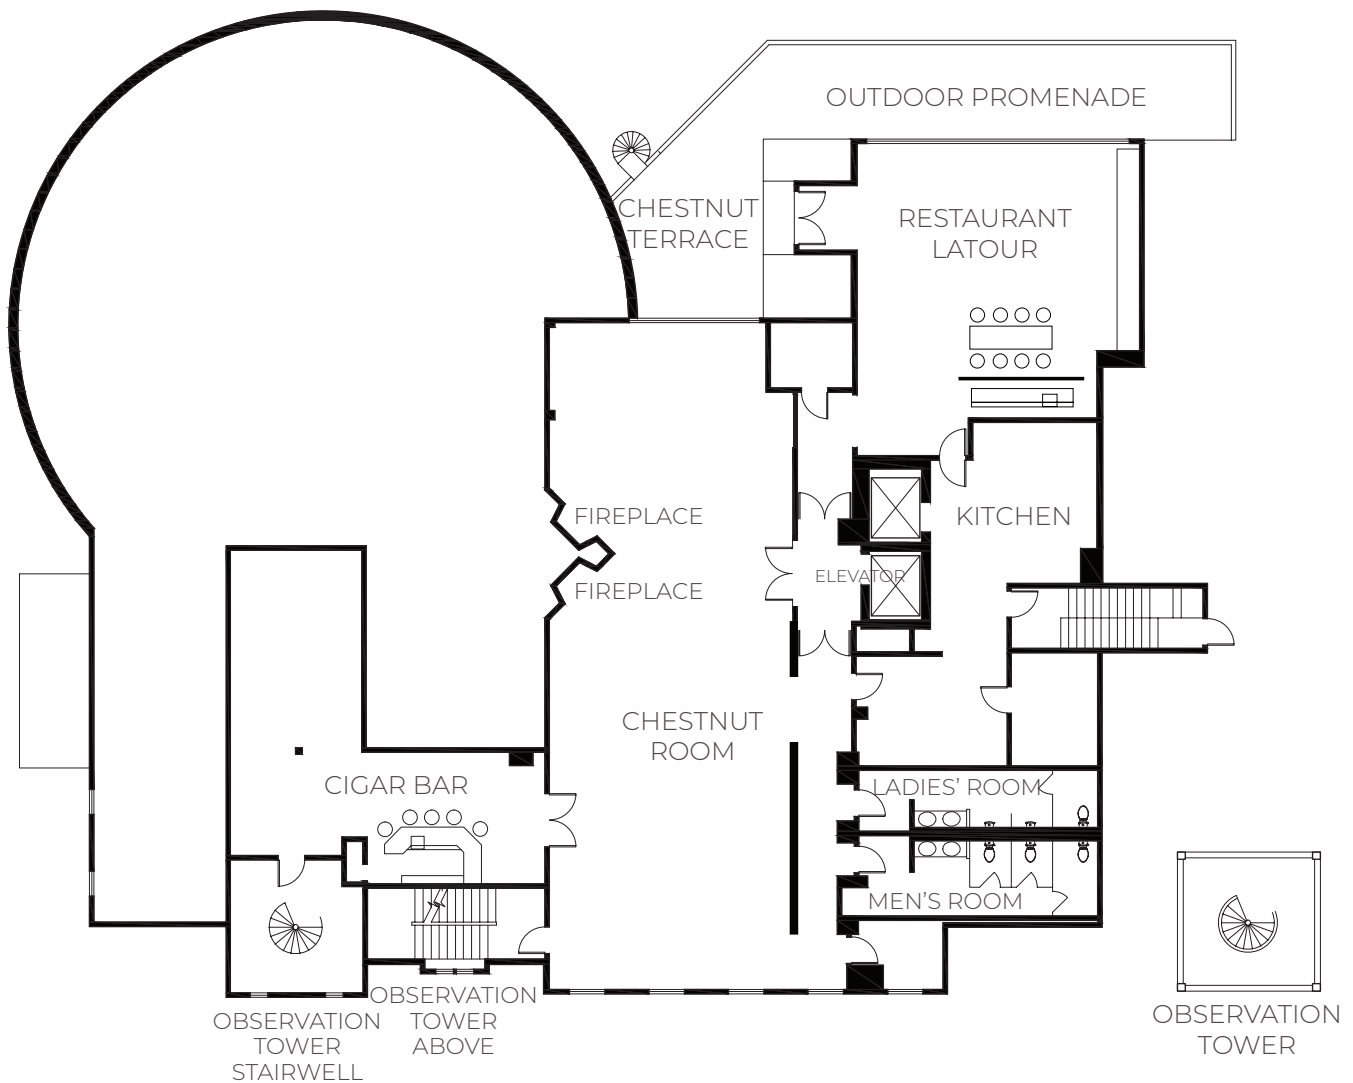 OUTDOOR PROMENADE
CHESTNUT
TERRACE
RESTAURANT
LATOUR
FIREPLACE
KITCHEN
ELEVATOR
FIREPLACE
CHESTNUT
ROOM
CIGAR BAR
LADIES' ROOM
MEN'S ROOM
OBSERVATION
TOWER
STAIRWELL
OBSERVATION
TOWER
ABOVE
OBSERVATION
TOWER